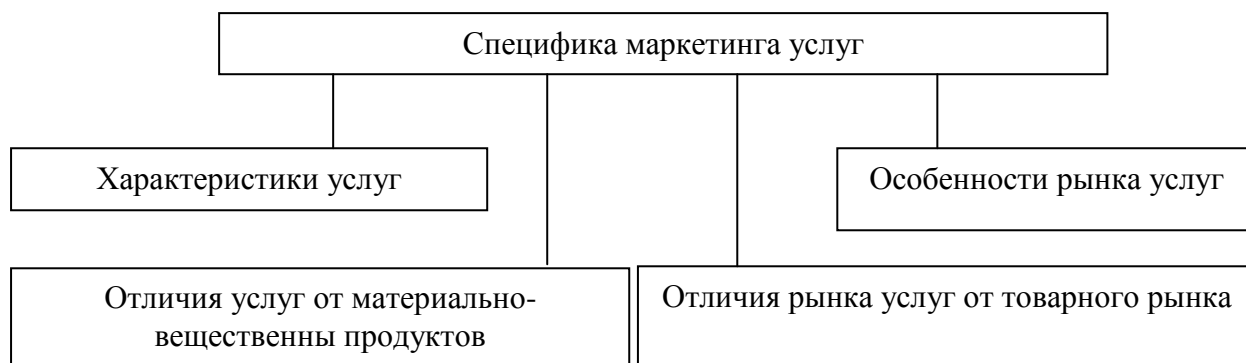 Специфика маркетинга услуг
Характеристики услуг
Особенности рынка услуг
Отличия услуг от материально-
вещественны продуктов
Отличия рынка услуг от товарного рынка